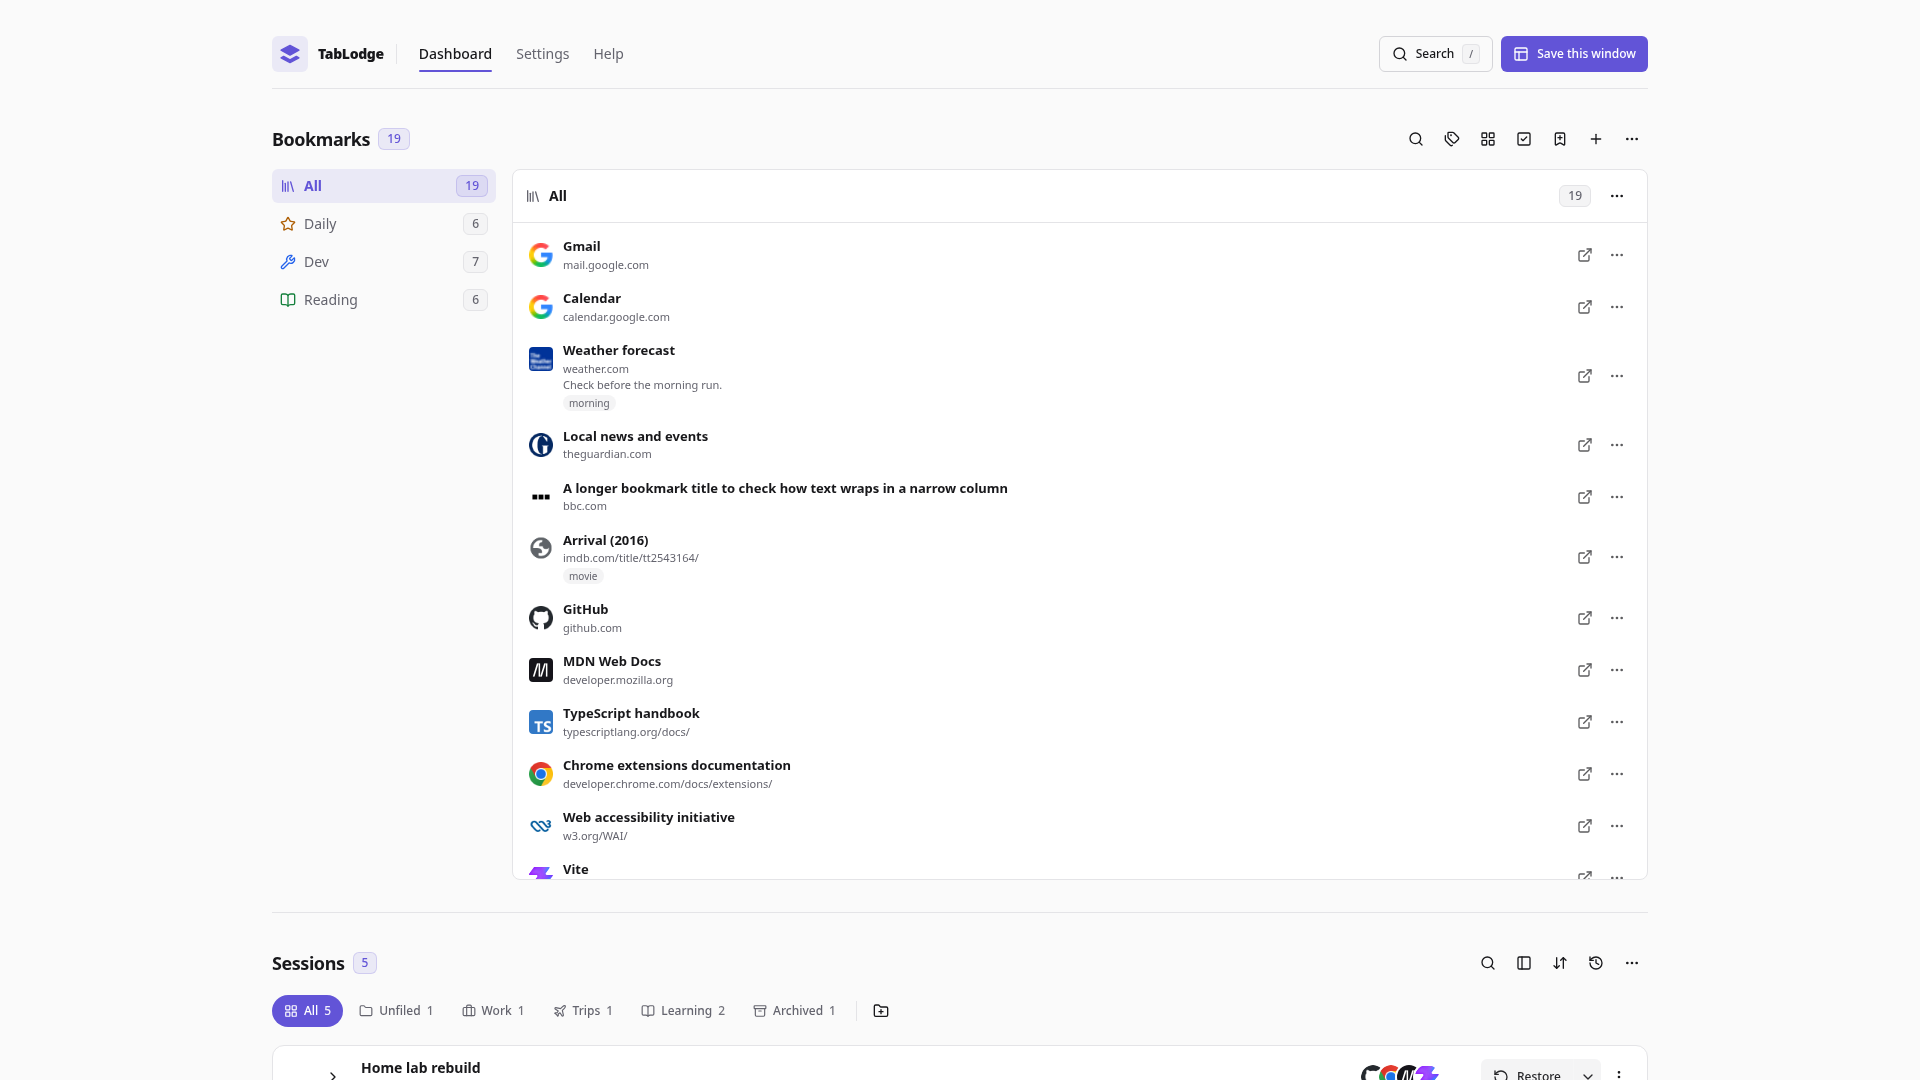 TabLodge
Dashboard
Settings
Help
Search /
Save this window
Bookmarks 19
All 19
Daily 6
Dev 7
Reading 6
All 19
Gmail
mail.google.com
Calendar
calendar.google.com
Weather forecast
weather.com
Check before the morning run.
morning
Local news and events
theguardian.com
A longer bookmark title to check how text wraps in a narrow column
bbc.com
Arrival (2016)
imdb.com/title/tt2543164/
movie
GitHub
github.com
MDN Web Docs
developer.mozilla.org
TS
TypeScript handbook
typescriptlang.org/docs/
Chrome extensions documentation
developer.chrome.com/docs/extensions/
Web accessibility initiative
w3.org/WAI/
Vite
Sessions 5
All 5
Unfiled 1
Work 1
Trips 1
Learning 2
Archived 1
Home lab rebuild
Restore